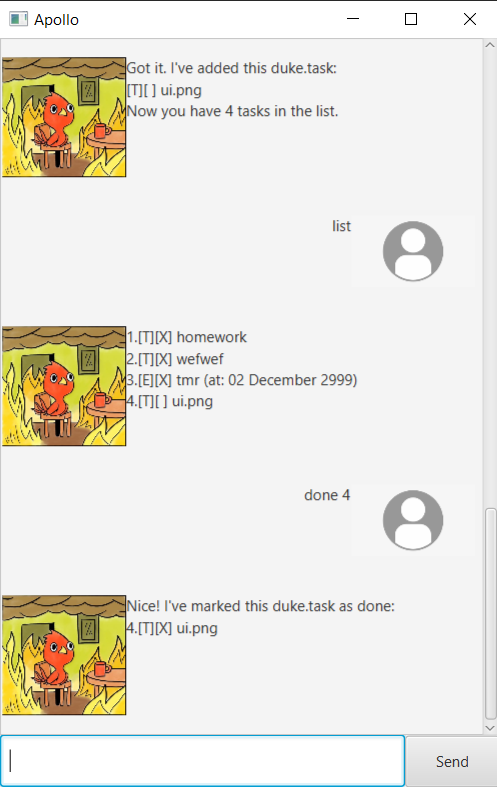 Apollo
Got it. I've added this duke.task:
[T][ ] ui.png
Now you have 4 tasks in the list.
list
1.[T][X] homework
2.[T][X] wefwef
3.[E][X] tmr (at: 02 December 2999)
4.[T][ ] ui.png
done 4
Nice! I've marked this duke.task as done:
4.[T][X] ui.png
Send